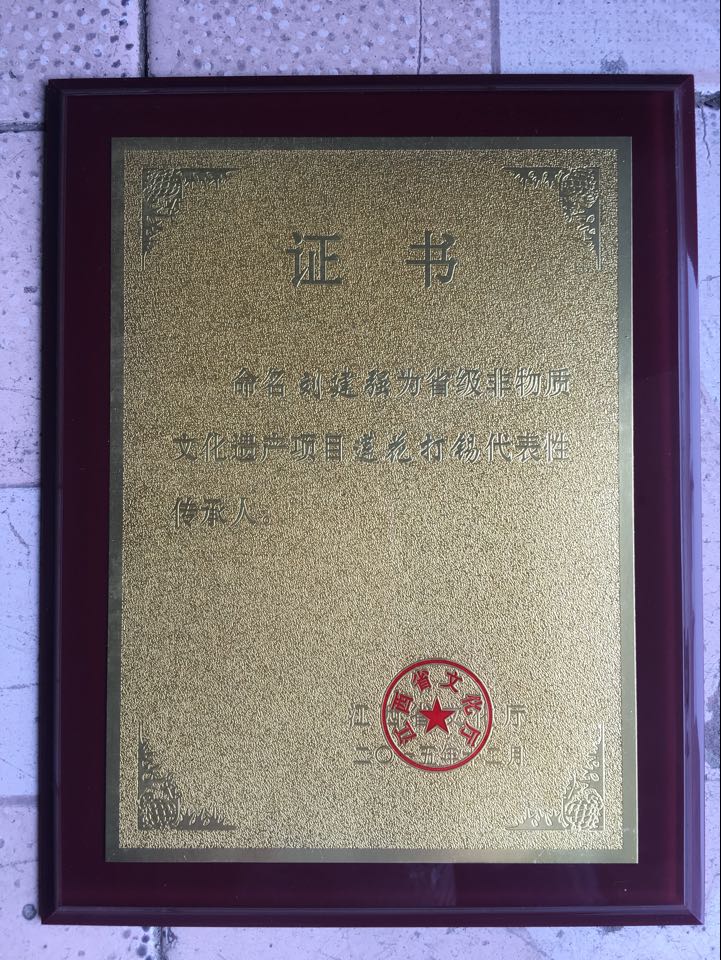 证 书
命名刘建强为省级非物质
文化遗产项目莲花打锡代表性
传承人。
江西省文化厅
江西省文化厅
二〇一五年十二月